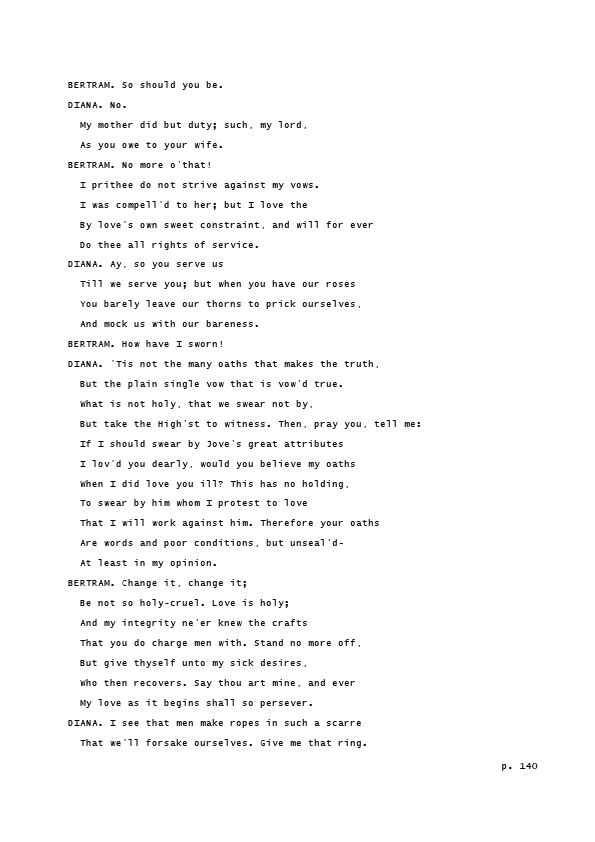 BERTRAM. So should you be.
DIANA. No.
My mother did but duty; such, my lord,
As you owe to your wife.
BERTRAM. No more o'that!
I prithee do not strive against my vows.
I was compell'd to her; but I love the
By love's own sweet constraint, and will for ever
Do thee all rights of service.
DIANA. Ay, so you serve us
Till we serve you; but when you have our roses
You barely leave our thorns to prick ourselves,
And mock us with our bareness.
BERTRAM. How have I sworn!
DIANA. 'Tis not the many oaths that makes the truth,
But the plain single vow that is vow'd true.
What is not holy, that we swear not by,
But take the High'st to witness. Then, pray you, tell me:
If I should swear by Jove's great attributes
I lov'd you dearly, would you believe my oaths
When I did love you ill? This has no holding,
To swear by him whom I protest to love
That I will work against him. Therefore your oaths
Are words and poor conditions, but unseal'd-
At least in my opinion.
BERTRAM. Change it, change it;
Be not so holy-cruel. Love is holy;
And my integrity ne'er knew the crafts
That you do charge men with. Stand no more off,
But give thyself unto my sick desires,
Who then recovers. Say thou art mine, and ever
My love as it begins shall so persever.
DIANA. I see that men make ropes in such a scarre
That we'll forsake ourselves. Give me that ring.
p. 140